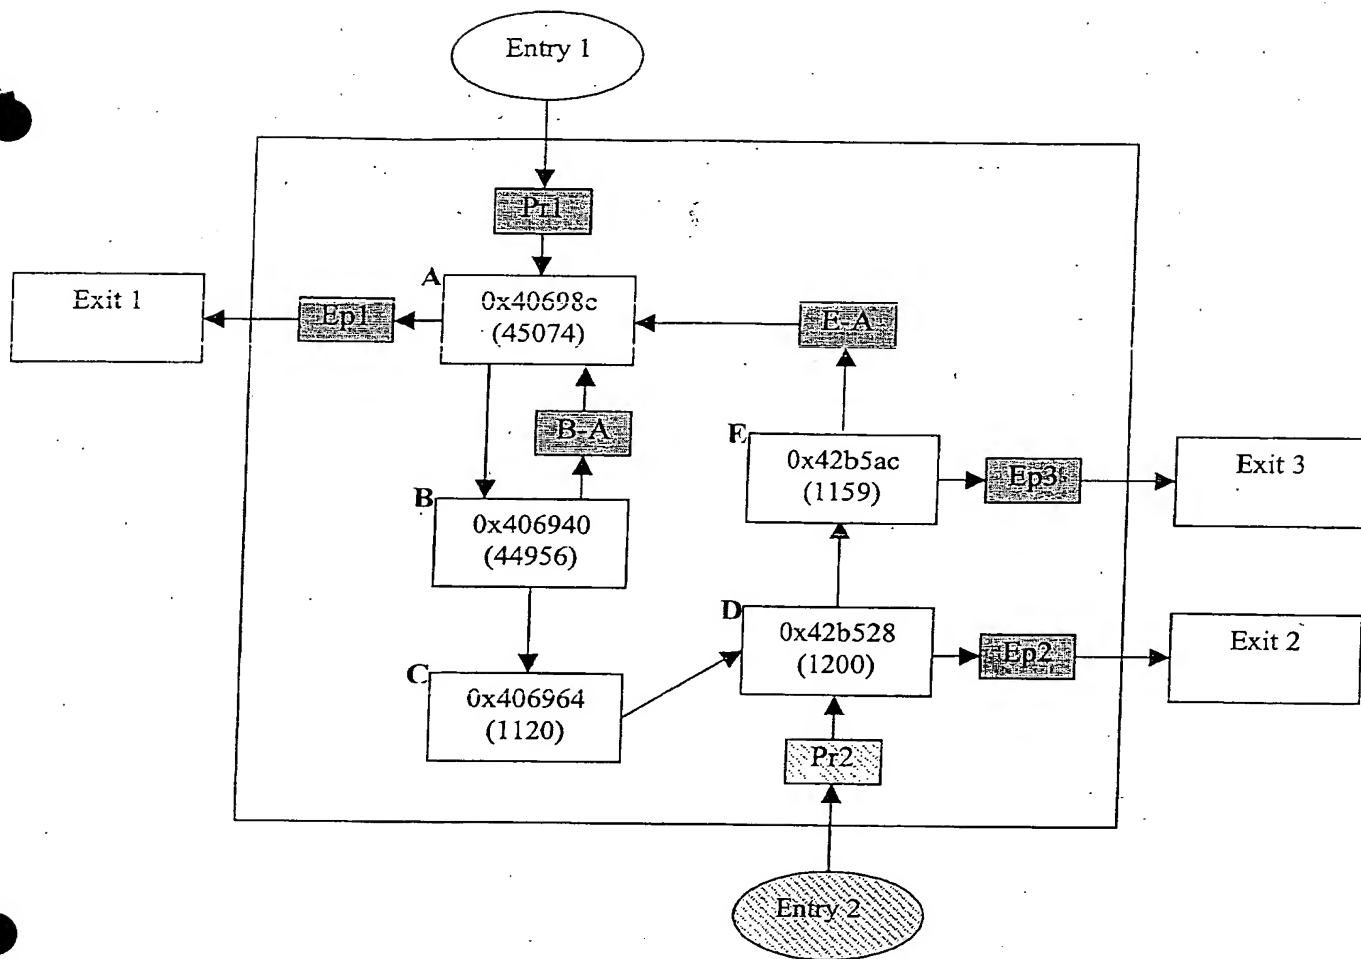 Entry 1
Pr1
A
0x40698c
(45074)
Exit 1
Ep1
E-A
B-A
E
0x42b5ac
(1159)
Ep3
Exit 3
B
0x406940
(44956)
D
0x42b528
(1200)
Ep2
Exit 2
C
0x406964
(1120)
Pr2
Entry 2